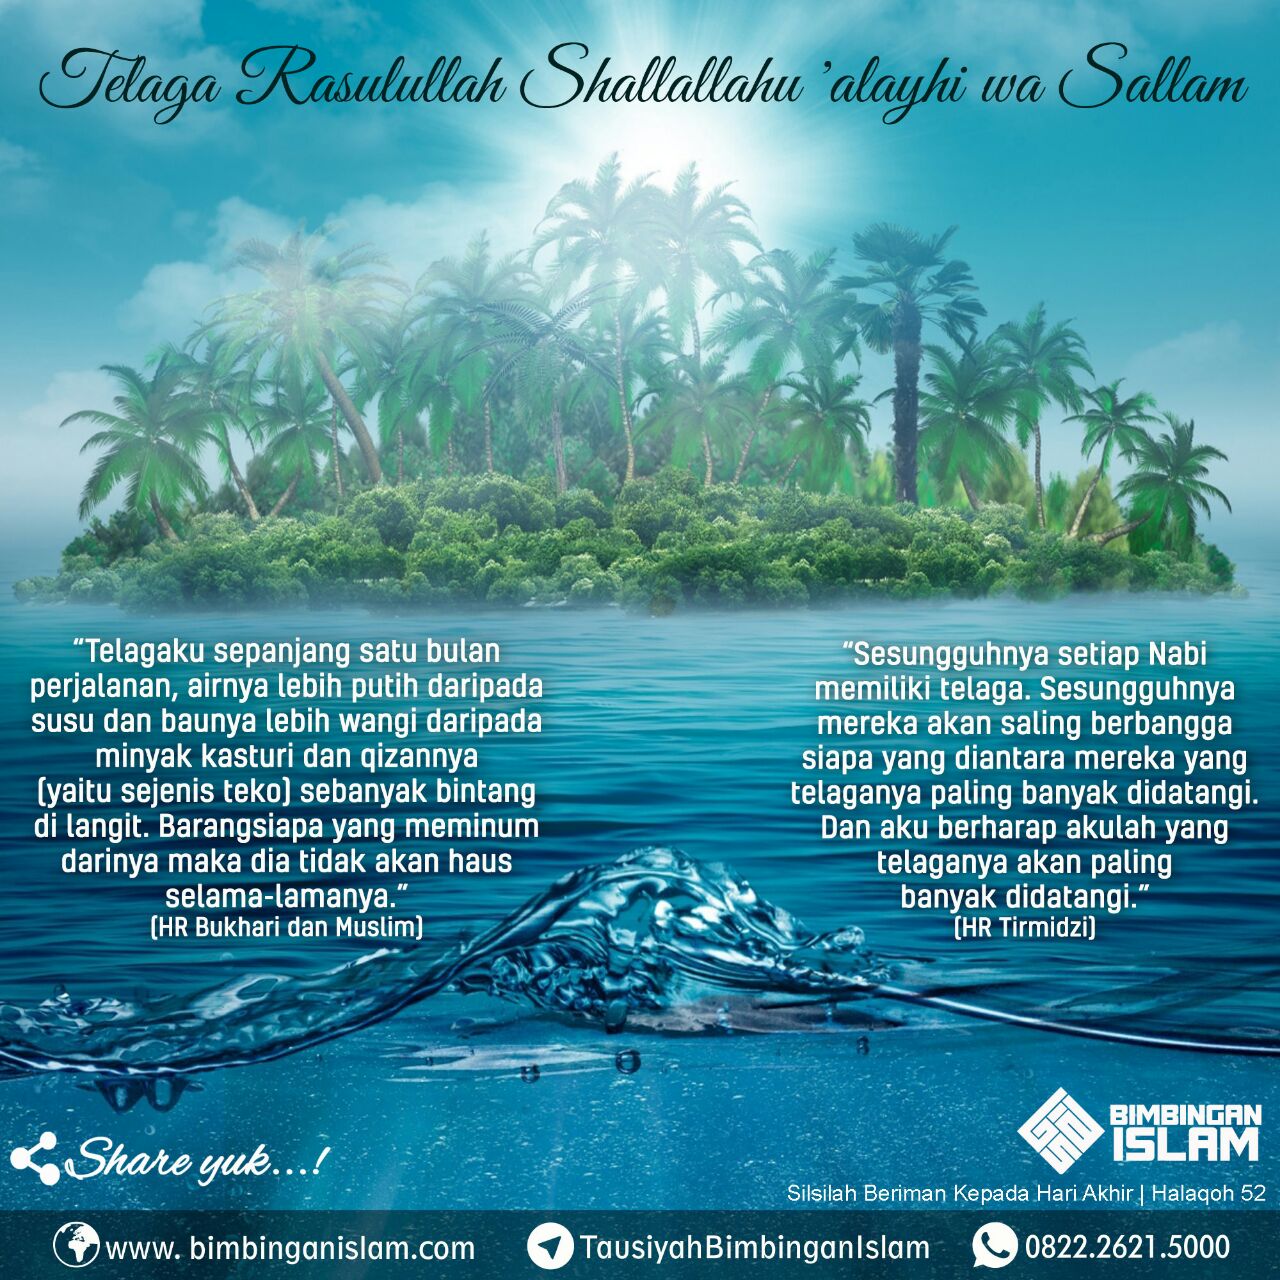 Telaga Rasulullah Shallallahu 'alayhi wa Sallam
"Telagaku sepanjang satu bulan
perjalanan, airnya lebih putih daripada
susu dan baunya lebih wangi daripada
minyak kasturi dan qizannya
(yaitu sejenis teko) sebanyak bintang
di langit. Barangsiapa yang meminum
darinya maka dia tidak akan haus
selama-lamanya."
(HR Bukhari dan Muslim)
"Sesungguhnya setiap Nabi
memiliki telaga. Sesungguhnya
mereka akan saling berbangga
siapa yang diantara mereka yang
telaganya paling banyak didatangi.
Dan aku berharap akulah yang
telaganya akan paling
banyak didatangi."
(HR Tirmidzi)
Share yuk...!
BIMBINGAN
ISLAM
Silsilah Beriman Kepada Hari Akhir | Halaqoh 52
www. bimbinganislam.com
TausiyahBimbinganIslam
0822.2621.5000